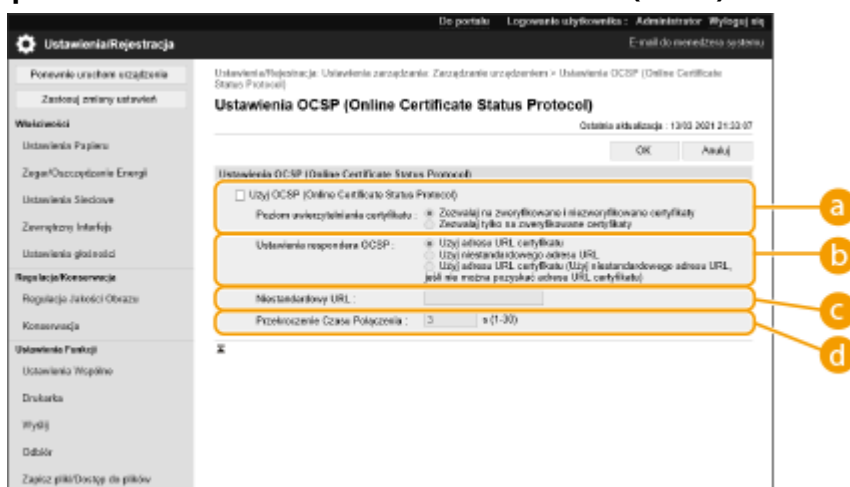 Do portalu Logowanie użytkownika : Administrator Wyloguj się
Ustawienia/Rejestracja
E-mail do menedżera systemu
Ponownie uruchom urządzenie
Zastosuj zmiany ustawień
Właściwości
Ustawienia Papieru
Zegar/Oszczędzanie Energii
Ustawienia Sieciowe
Zewnętrzny Interfejs
Ustawienia głośności
Regulacja/Konserwacja
Regulacja Jakości Obrazu
Konserwacja
Ustawienia Funkcji
Ustawienia Wspólne
Drukarka
Wyślij
Odbiór
Zapisz pliki/Dostęp do plików
Ustawienia/Rejestracja: Ustawienia zarządzania: Zarządzanie urządzeniem > Ustawienia OCSP (Online Certificate
Status Protocol)
Ustawienia OCSP (Online Certificate Status Protocol)
Ostatnia aktualizacja : 13/03 2021 21:33:07
OK Anuluj
Ustawienia OCSP (Online Certificate Status Protocol)
Użyj OCSP (Online Certificate Status Protocol)
Poziom uwierzytelniania certyfikatu : Zezwalaj na zweryfikowane i niezweryfikowane certyfikaty
Zezwalaj tylko na zweryfikowane certyfikaty
Ustawienia respondera OCSP : Użyj adresu URL certyfikatu
Użyj niestandardowego adresu URL
Użyj adresu URL certyfikatu (Użyj niestandardowego adresu URL,
jeśli nie można pozyskać adresu URL certyfikatu)
Niestandardowy URL :
Przekroczenie Czasu Połączenia : 3 s (1-30)
a
b
c
d